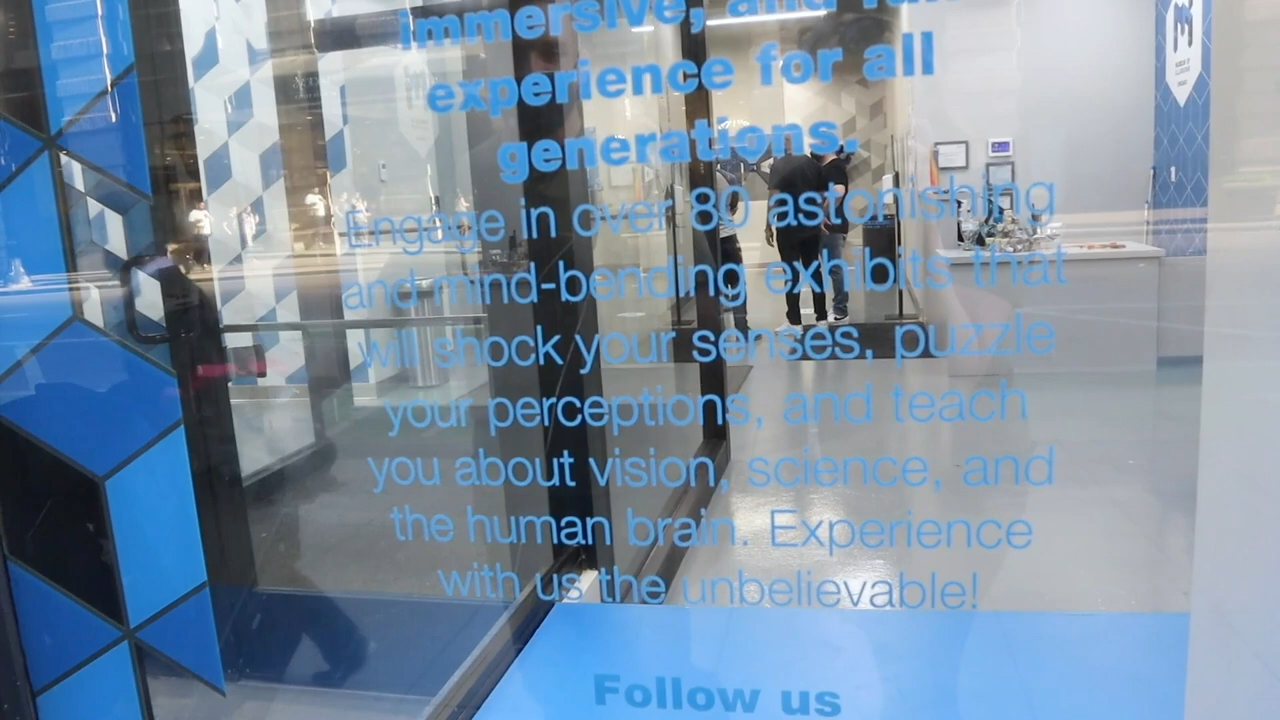 immersive, and
experience for all
generations.
Engage in over 80 astonishing
and mind-bending exhibits that
will shock your senses, puzzle
your perceptions, and teach
you about vision, science, and
the human brain. Experience
with us the unbelievable!
Follow us